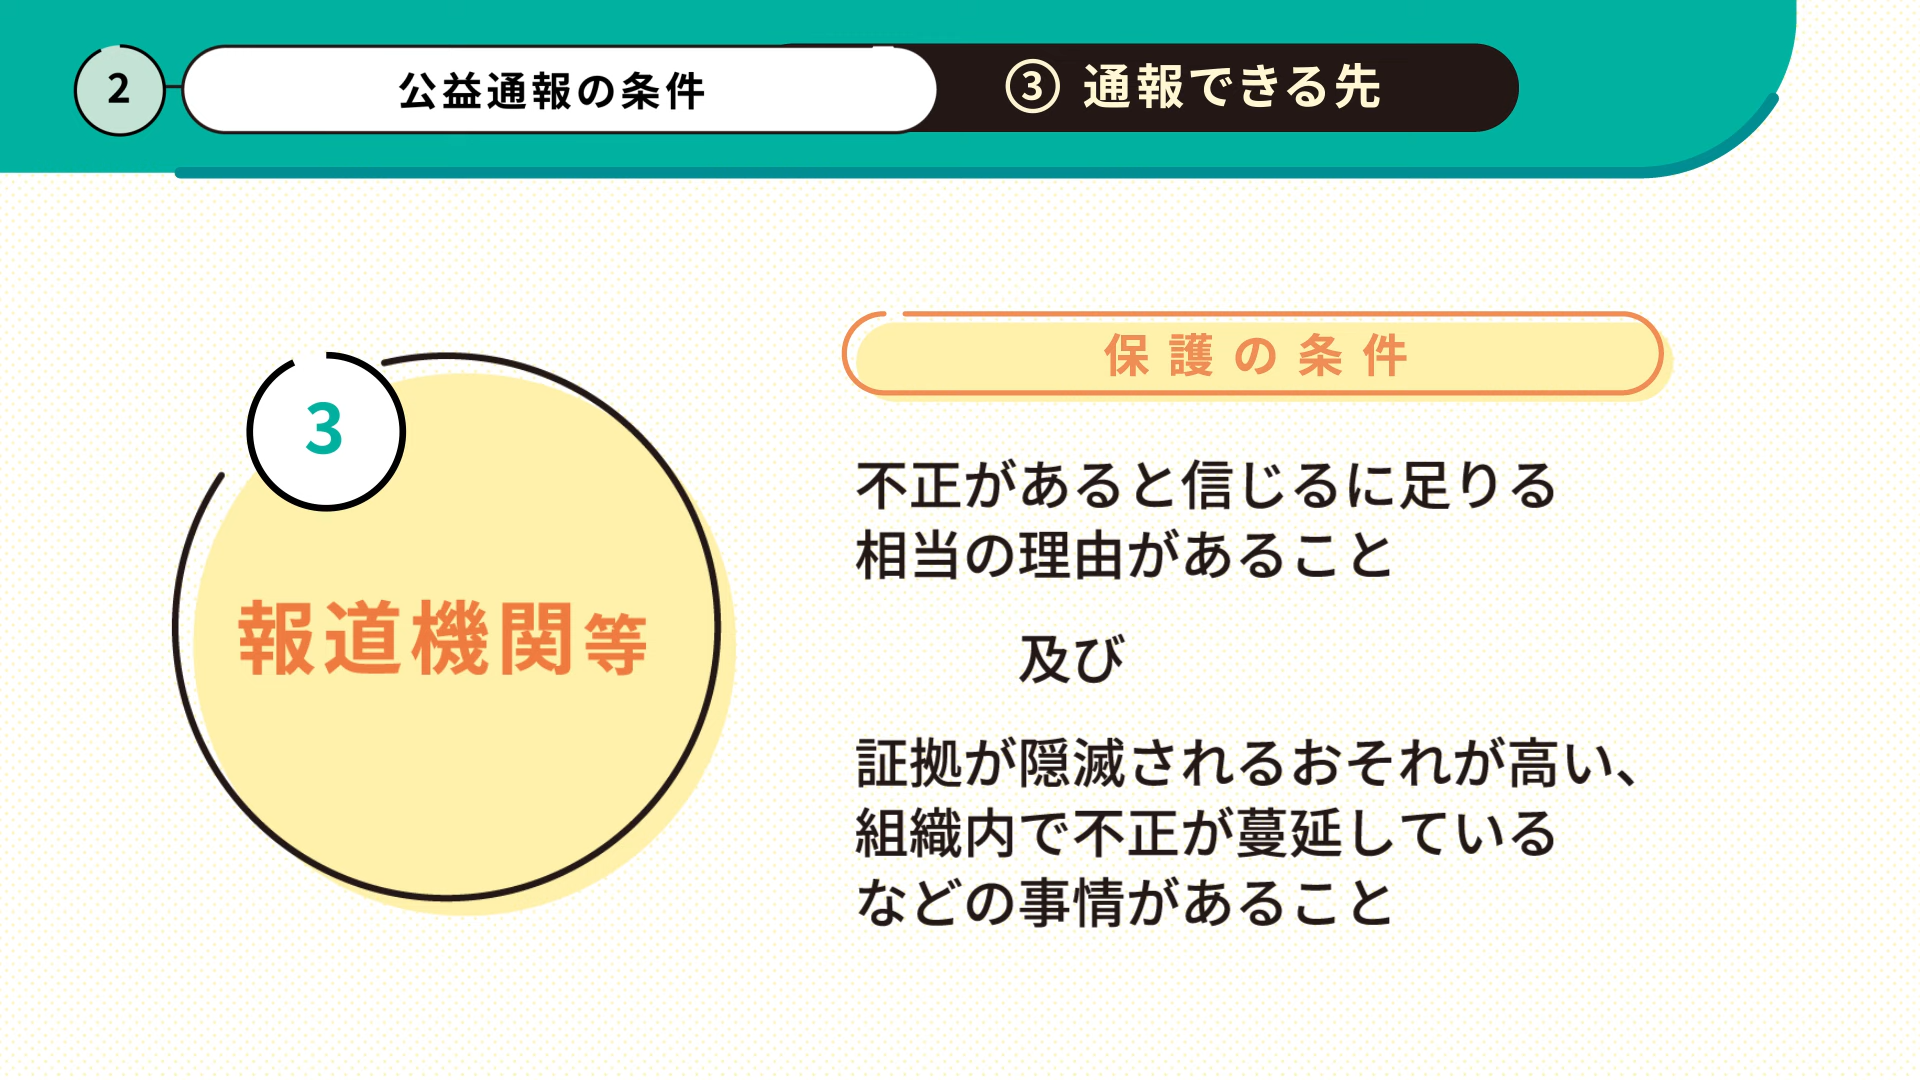 2
公益通報の条件
③ 通報できる先
3
報道機関等
保護の条件
不正があると信じるに足りる
相当の理由があること
及び
証拠が隠滅されるおそれが高い、
組織内で不正が蔓延している
などの事情があること